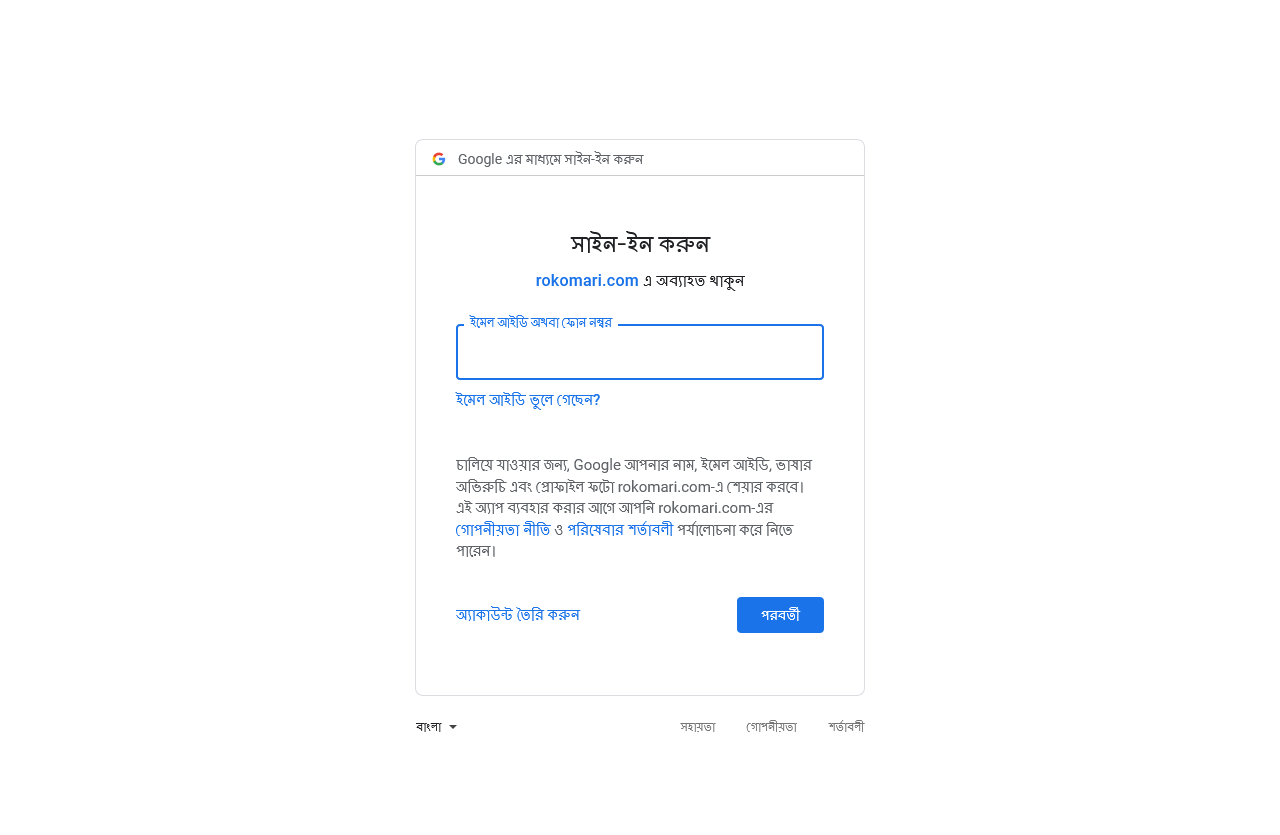 Google এর মাধ্যমে সাইন-ইন করুন
সাইন-ইন করুন
rokomari.com এ অব্যাহত থাকুন
ইমেল আইডি অথবা ফোন নম্বর
ইমেল আইডি ভুলে গেছেন?
চালিয়ে যাওয়ার জন্য, Google আপনার নাম, ইমেল আইডি, ভাষার
অভিরুচি এবং প্রোফাইল ফটো rokomari.com-এ শেয়ার করবে।
এই অ্যাপ ব্যবহার করার আগে আপনি rokomari.com-এর
গোপনীয়তা নীতি ও পরিষেবার শর্তাবলী পর্যালোচনা করে নিতে
পারেন।
অ্যাকাউন্ট তৈরি করুন পরবর্তী
বাংলা সহায়তা গোপনীয়তা শর্তাবলী